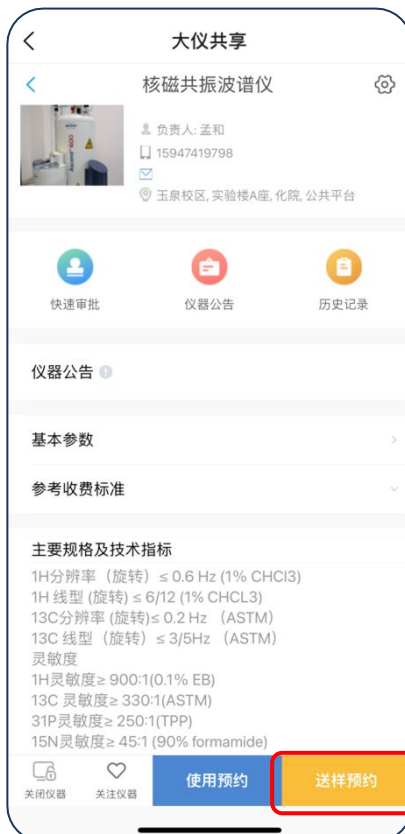 大仪共享
核磁共振波谱仪
负责人: 孟和
15947419798
玉泉校区, 实验楼A座, 化院, 公共平台
快速审批
仪器公告
历史记录
仪器公告
基本参数
参考收费标准
主要规格及技术指标
1H分辨率（旋转）≤ 0.6 Hz (1% CHCl3)
1H 线型 (旋转) ≤ 6/12 (1% CHCL3)
13C分辨率 (旋转)≤ 0.2 Hz （ASTM）
13C 线型（旋转）≤ 3/5Hz （ASTM）
灵敏度
1H灵敏度≥ 900:1(0.1% EB)
13C 灵敏度≥ 330:1(ASTM)
31P灵敏度≥ 250:1(TPP)
15N灵敏度≥ 45:1 (90% formamide)
关闭仪器
关注仪器
使用预约
送样预约